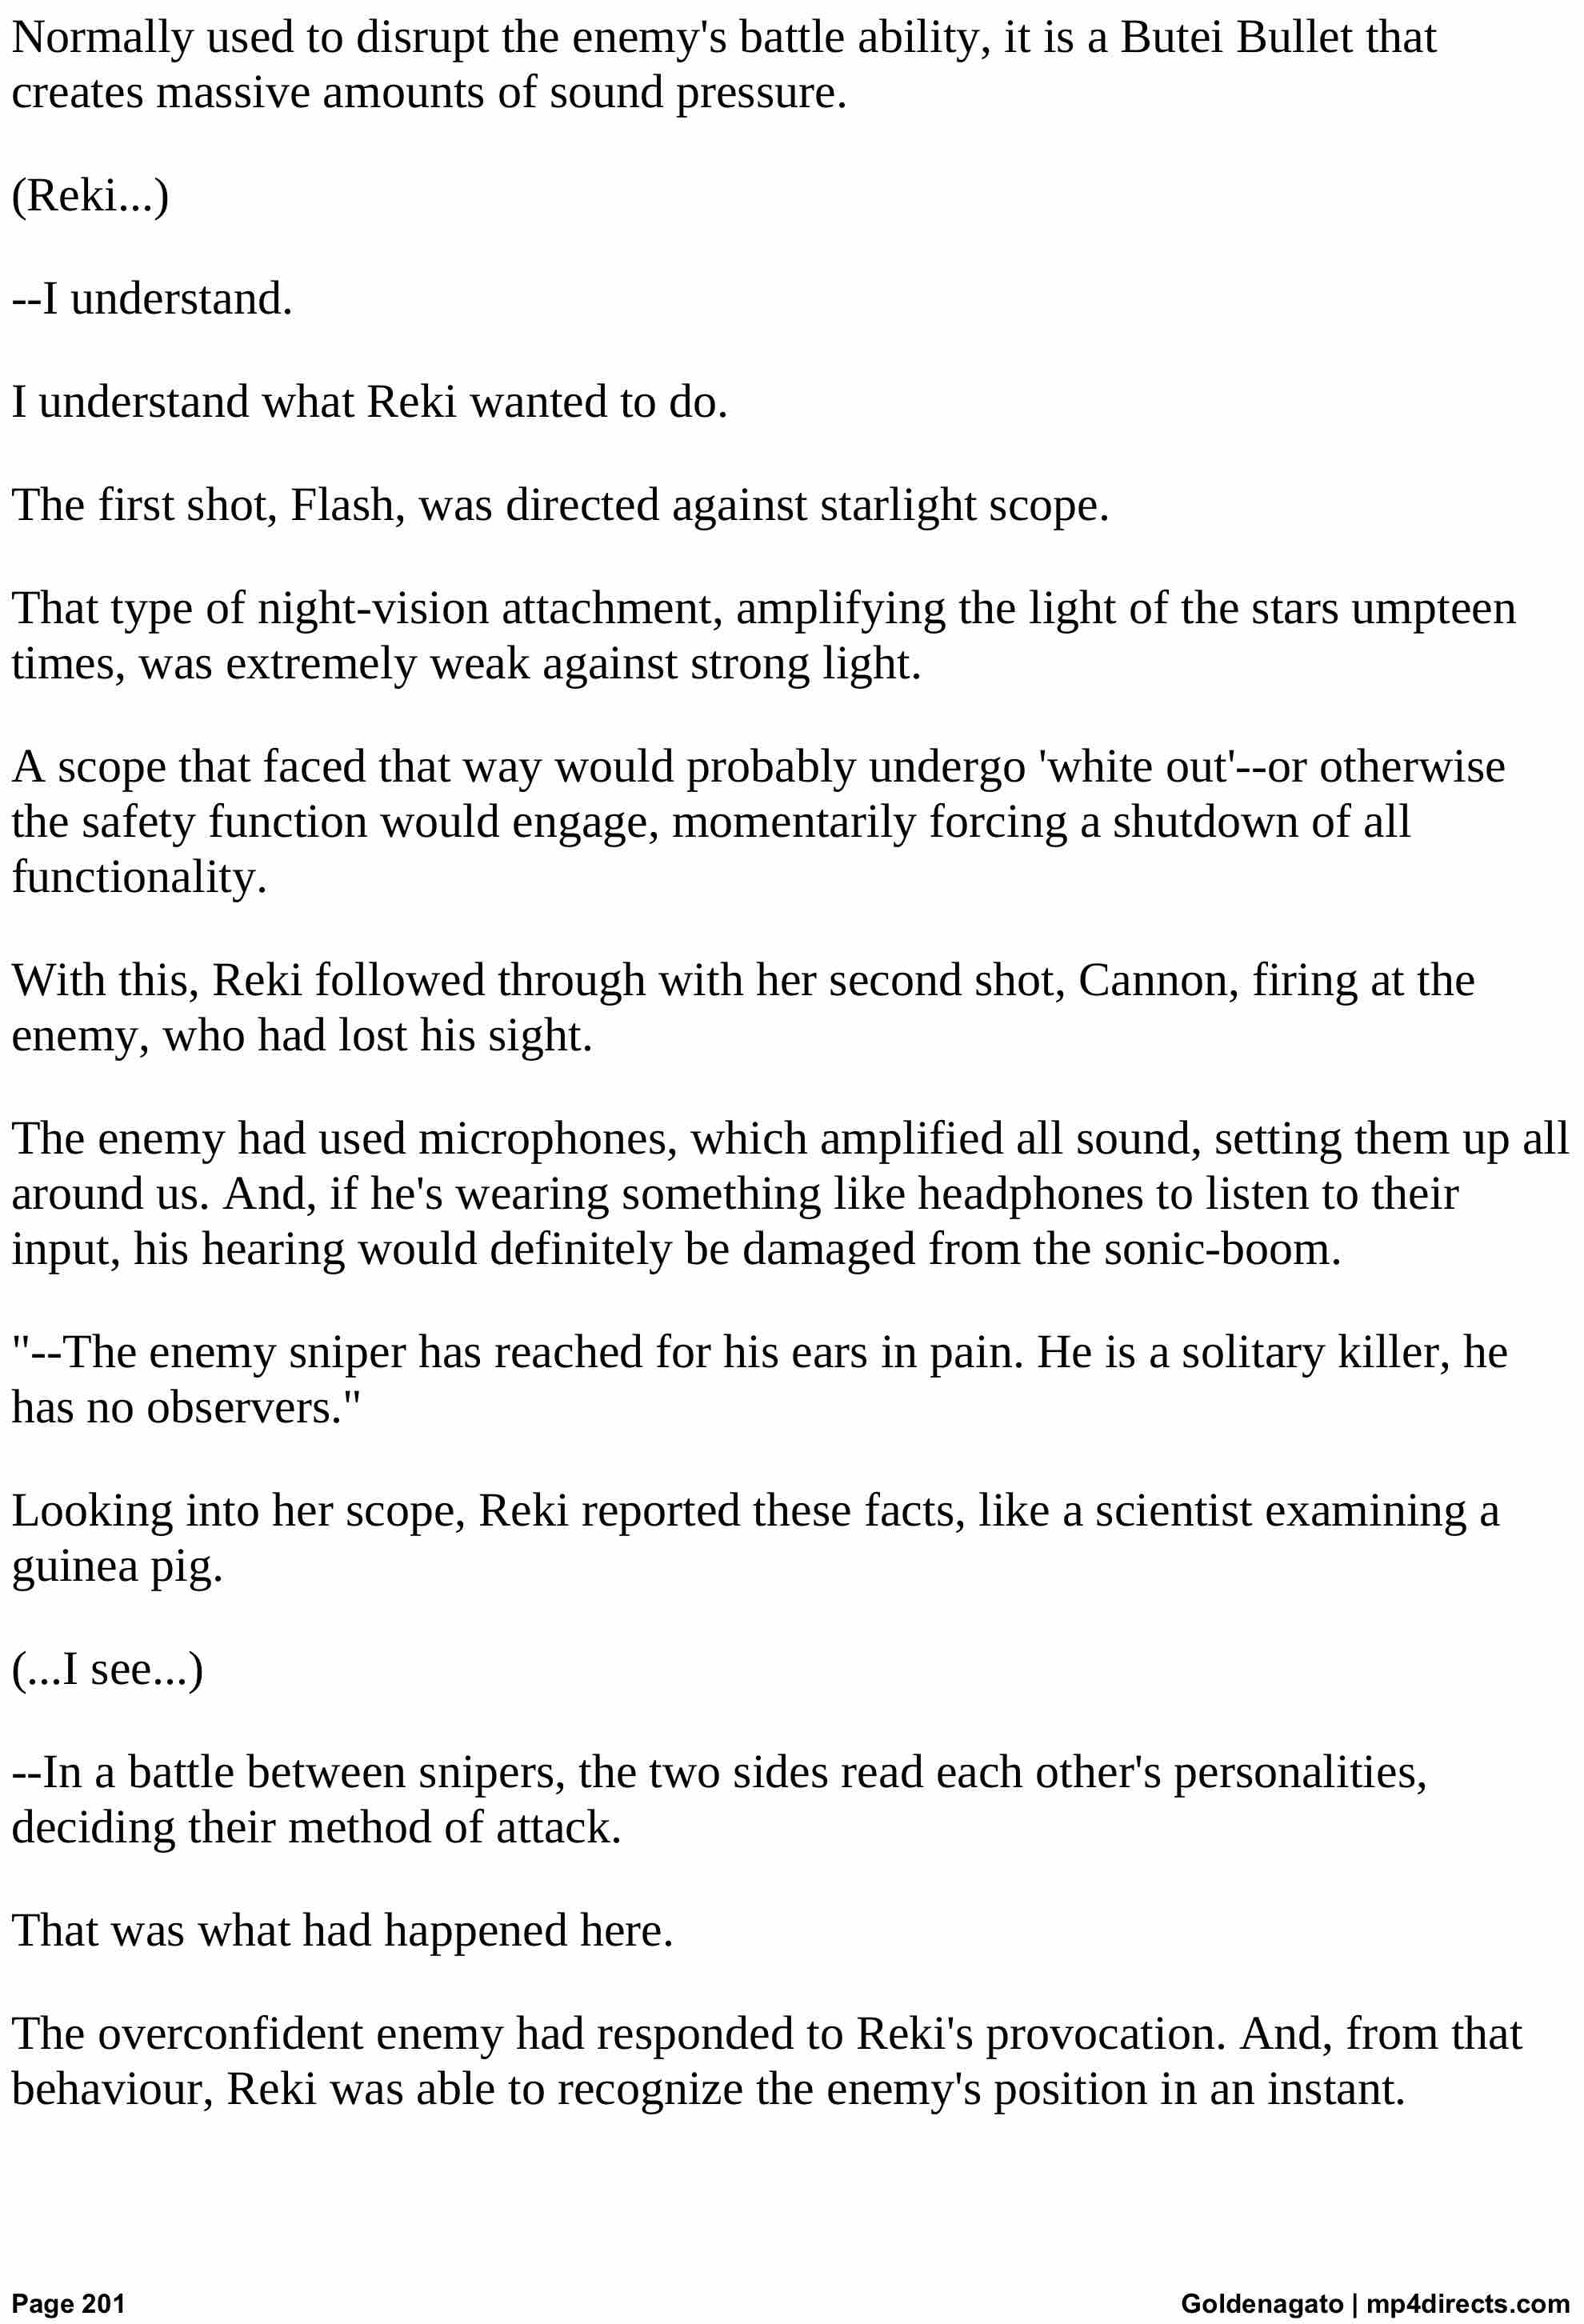 Normally used to disrupt the enemy's battle ability, it is a Butei Bullet that
creates massive amounts of sound pressure.
(Reki...)
--I understand.
I understand what Reki wanted to do.
The first shot, Flash, was directed against starlight scope.
That type of night-vision attachment, amplifying the light of the stars umpteen
times, was extremely weak against strong light.
A scope that faced that way would probably undergo 'white out'--or otherwise
the safety function would engage, momentarily forcing a shutdown of all
functionality.
With this, Reki followed through with her second shot, Cannon, firing at the
enemy, who had lost his sight.
The enemy had used microphones, which amplified all sound, setting them up all
around us. And, if he's wearing something like headphones to listen to their
input, his hearing would definitely be damaged from the sonic-boom.
"--The enemy sniper has reached for his ears in pain. He is a solitary killer, he
has no observers."
Looking into her scope, Reki reported these facts, like a scientist examining a
guinea pig.
(...I see...)
--In a battle between snipers, the two sides read each other's personalities,
deciding their method of attack.
That was what had happened here.
The overconfident enemy had responded to Reki's provocation. And, from that
behaviour, Reki was able to recognize the enemy's position in an instant.
Page 201
Goldenagato | mp4directs.com